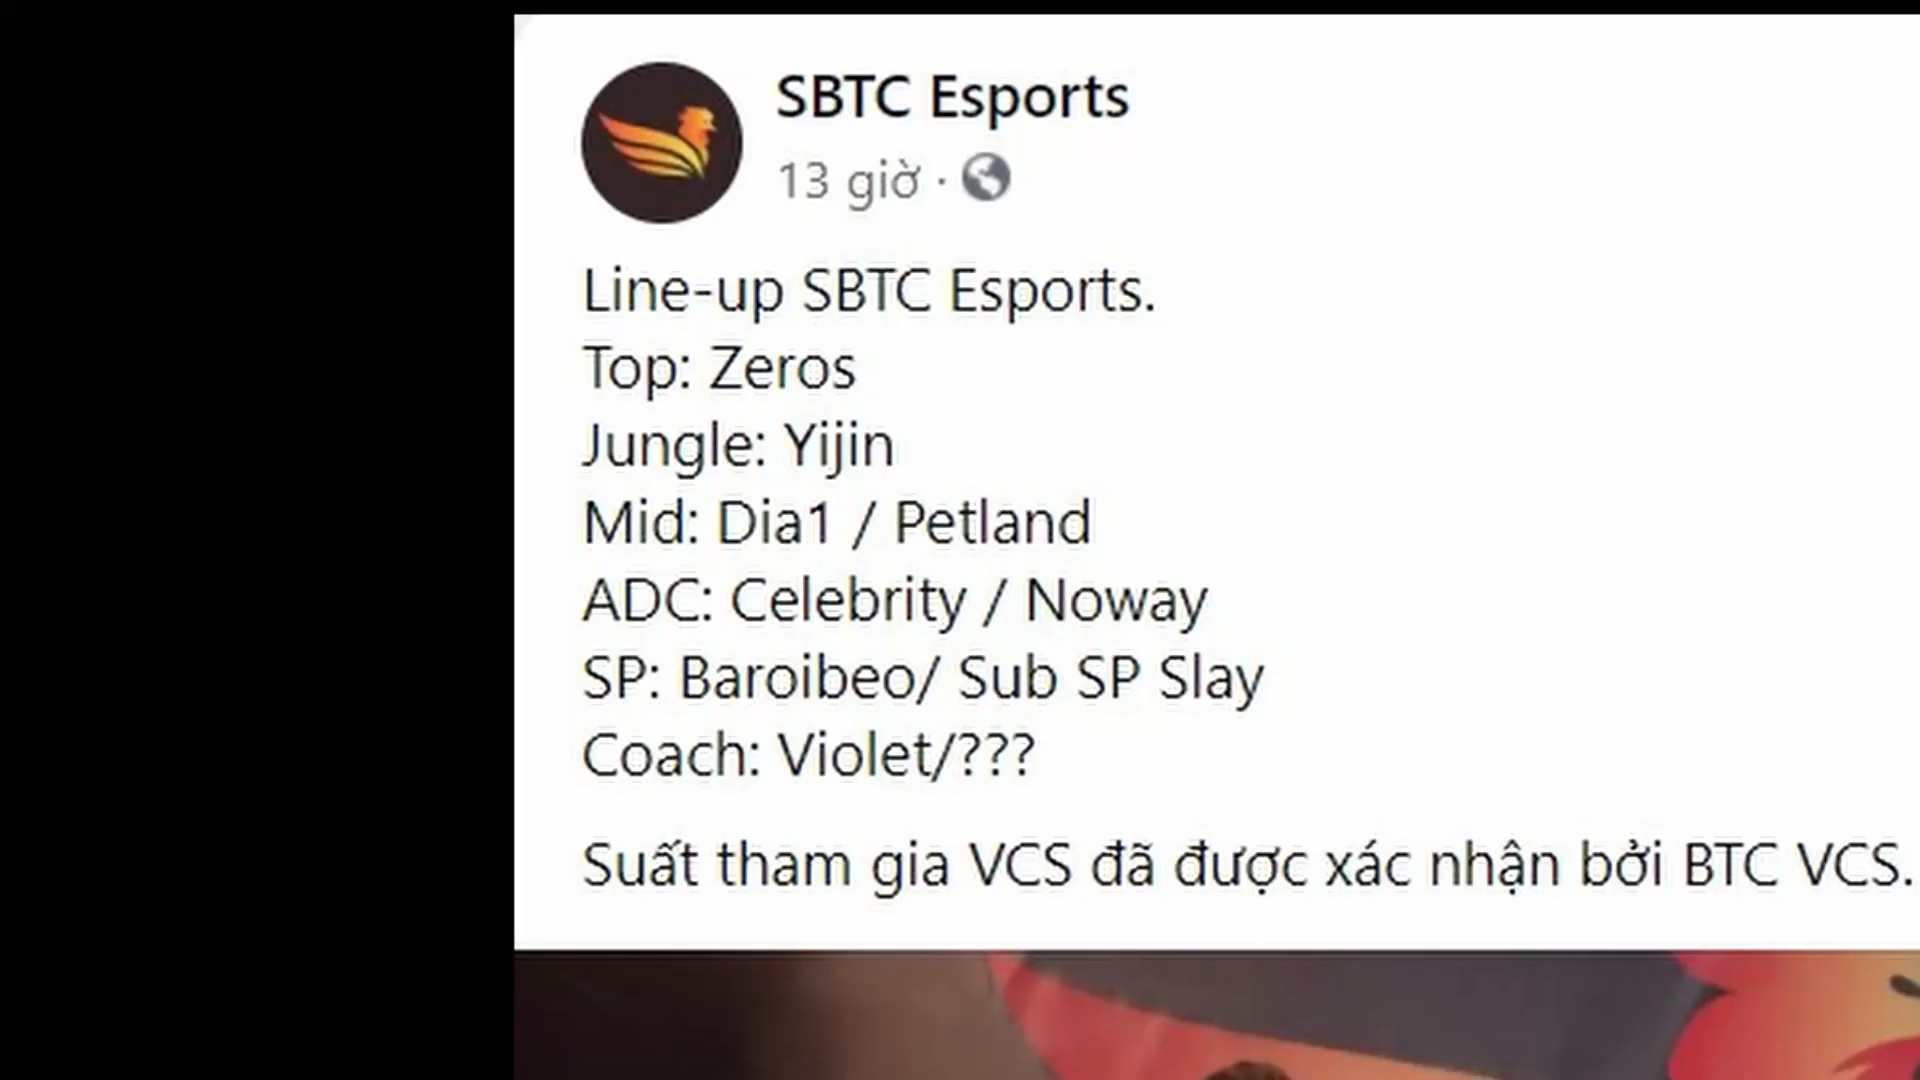 SBTC Esports
13 giờ ·
Line-up SBTC Esports.
Top: Zeros
Jungle: Yijin
Mid: Dia1 / Petland
ADC: Celebrity / Noway
SP: Baroibeo/ Sub SP Slay
Coach: Violet/???
Suất tham gia VCS đã được xác nhận bởi BTC VCS.